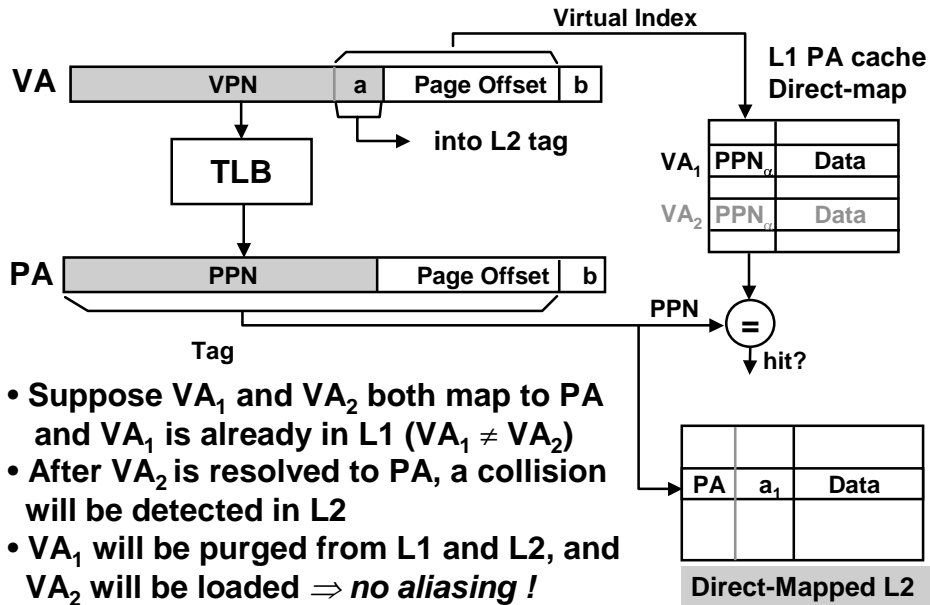 Virtual Index
L1 PA cache
Direct-map
VA VPN a Page Offset b
into L2 tag
TLB
VA₁ PPNα Data
VA₂ PPNα Data
PA PPN Page Offset b
PPN
=
Tag
hit?
• Suppose VA₁ and VA₂ both map to PA
and VA₁ is already in L1 (VA₁ ≠ VA₂)
• After VA₂ is resolved to PA, a collision
will be detected in L2
• VA₁ will be purged from L1 and L2, and
VA₂ will be loaded ⇒ no aliasing !
PA a₁ Data
Direct-Mapped L2